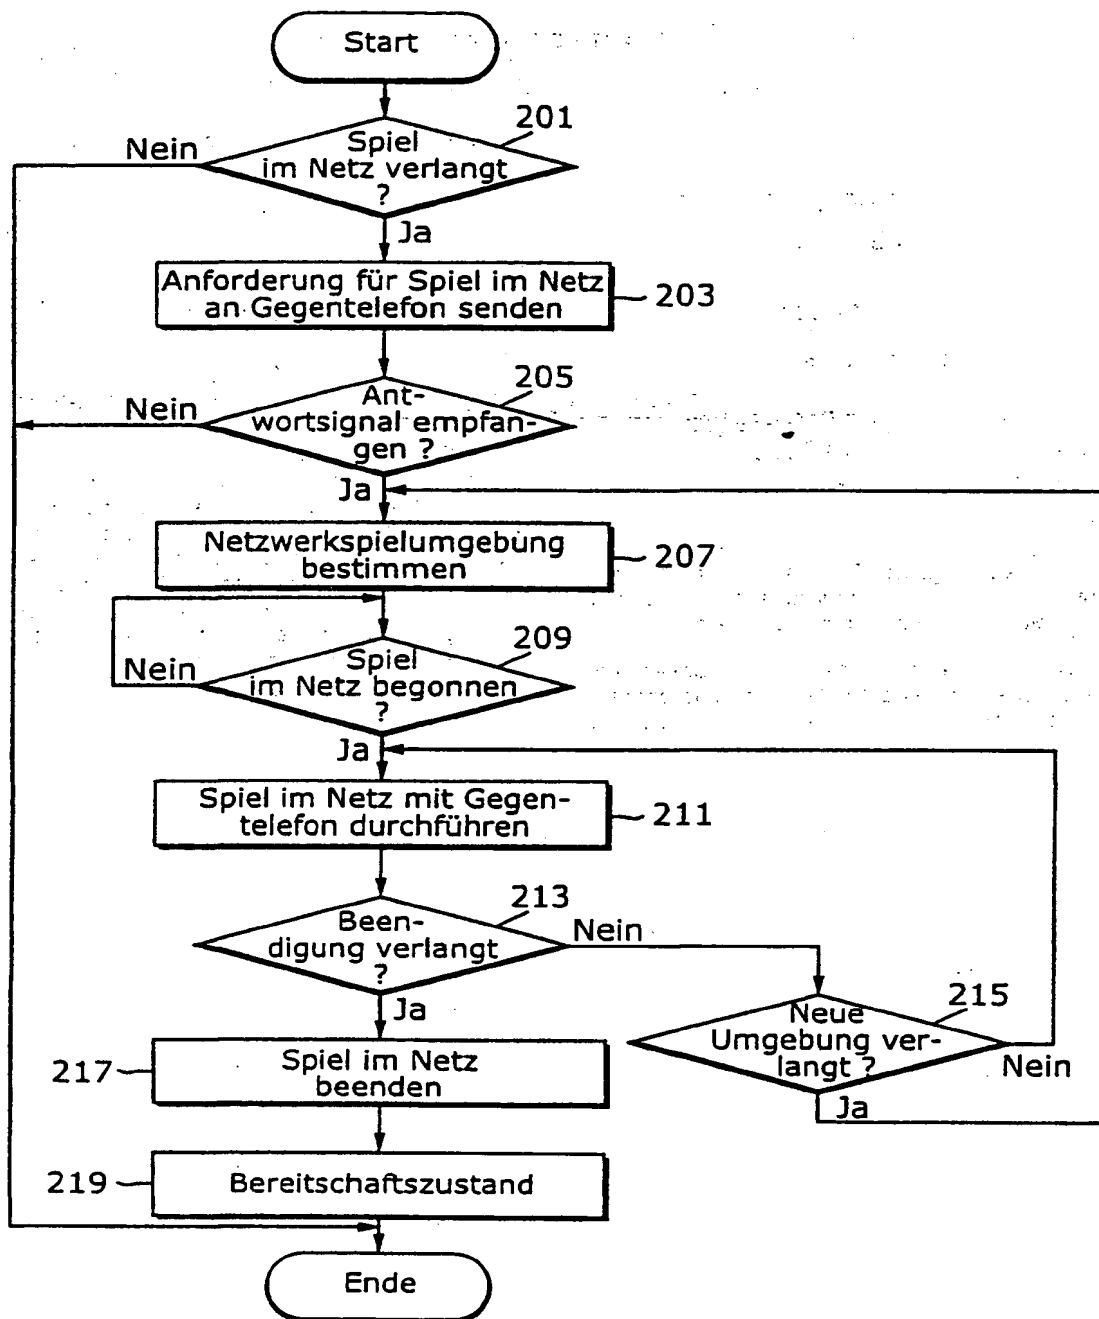 Start
201
Nein
Spiel
im Netz verlangt
?
Ja
Anforderung für Spiel im Netz
an Gegentelefon senden
203
205
Nein
Ant-
wortsignal empfan-
gen ?
Ja
Netzwerkspielumgebung
bestimmen
207
209
Nein
Spiel
im Netz begonnen
?
Ja
Spiel im Netz mit Gegen-
telefon durchführen
211
213
Been-
digung verlangt
?
Nein
Ja
215
Neue
Umgebung ver-
langt ?
Nein
Ja
217
Spiel im Netz
beenden
219
Bereitschaftszustand
Ende